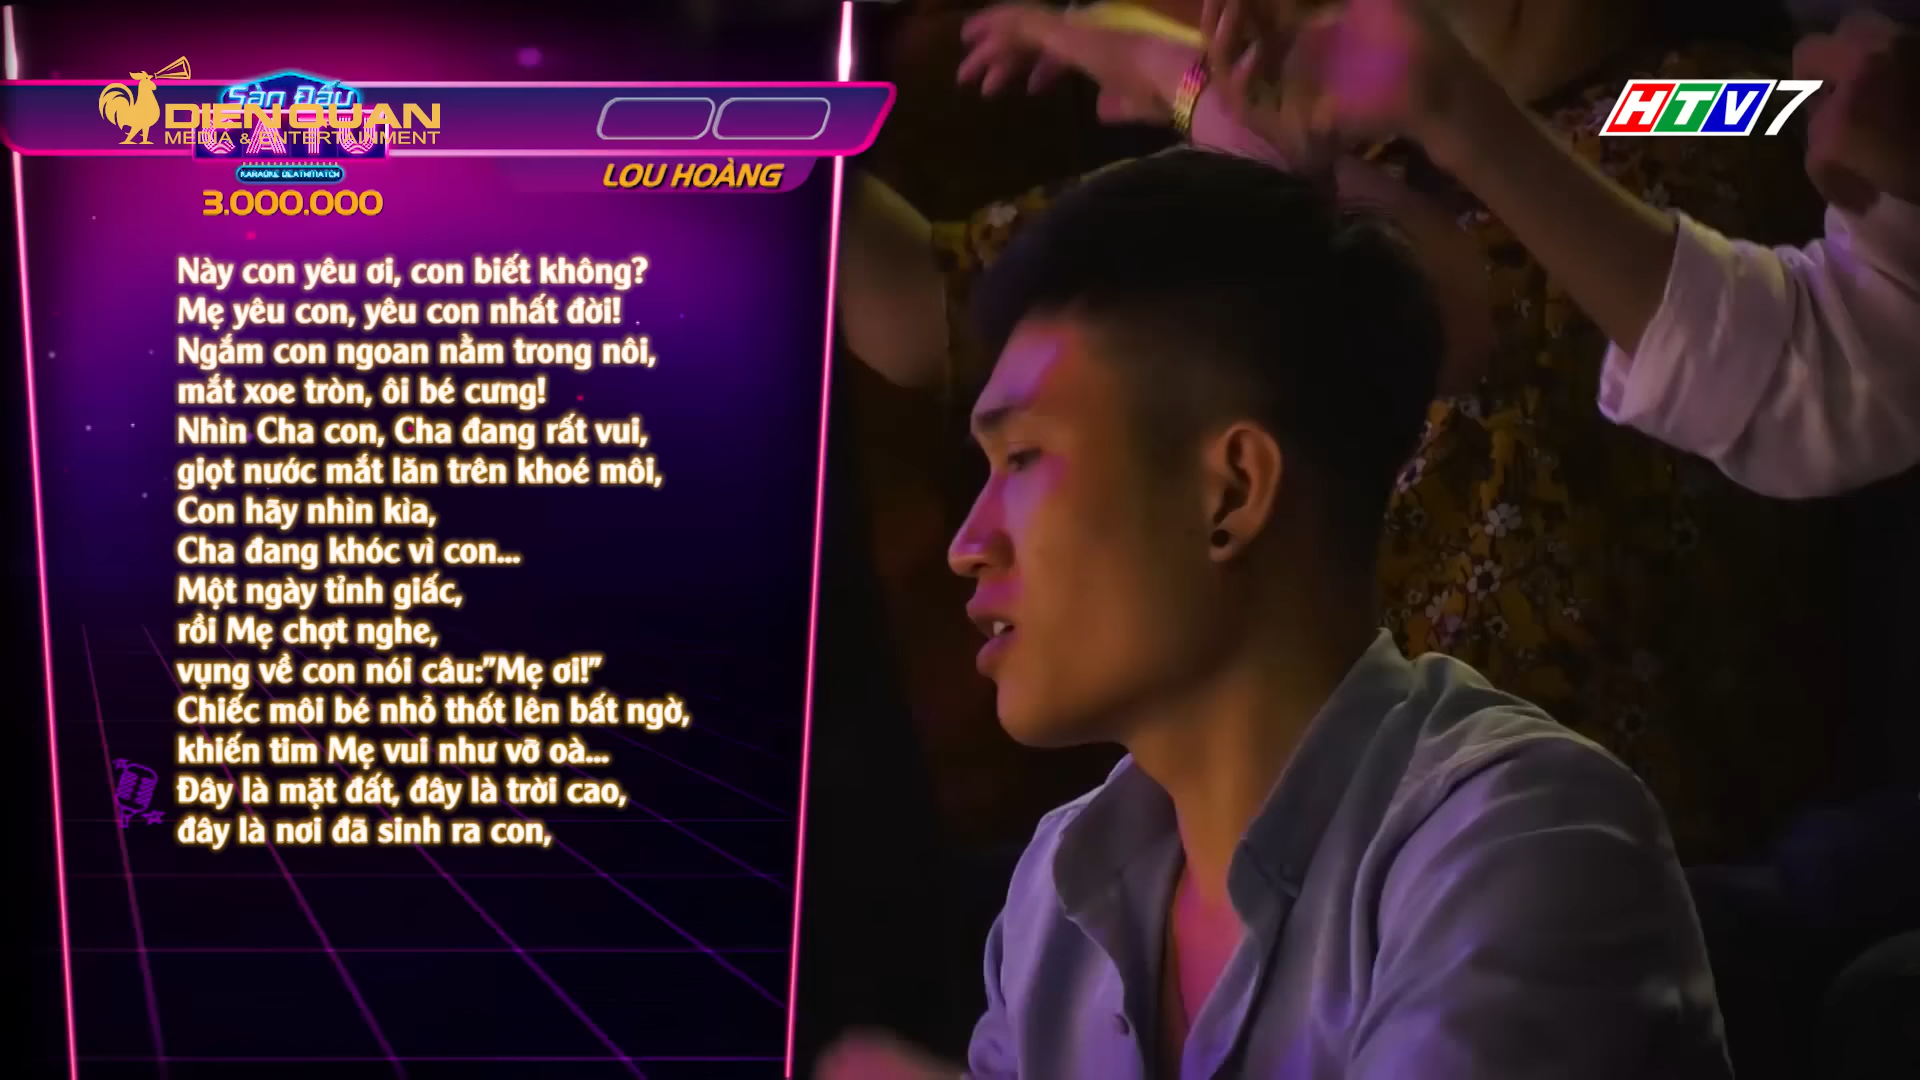 Sàn Đấu
CA TỪ
KARAOKE DEATHMATCH
DIEN QUAN
MEDIA & ENTERTAINMENT
3.000.000
LOU HOÀNG
HTV7
Này con yêu ơi, con biết không?
Mẹ yêu con, yêu con nhất đời!
Ngắm con ngoan nằm trong nôi,
mắt xoe tròn, ôi bé cưng!
Nhìn Cha con, Cha đang rất vui,
giọt nước mắt lăn trên khoé môi,
Con hãy nhìn kìa,
Cha đang khóc vì con...
Một ngày tỉnh giấc,
rồi Mẹ chợt nghe,
vụng về con nói câu:"Mẹ ơi!"
Chiếc môi bé nhỏ thốt lên bất ngờ,
khiến tim Mẹ vui như vỡ oà...
Đây là mặt đất, đây là trời cao,
đây là nơi đã sinh ra con,